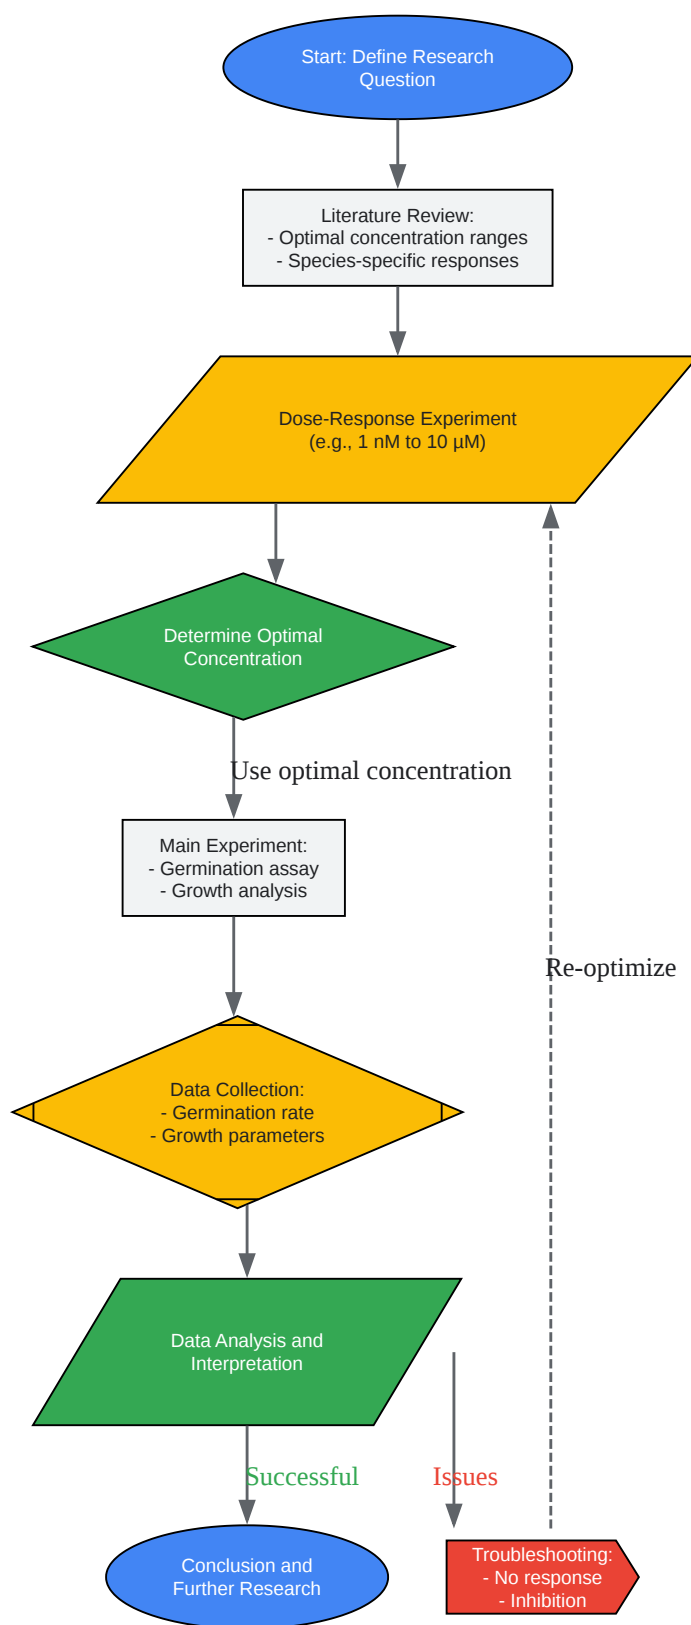 Start: Define Research
Question
Literature Review:
- Optimal concentration ranges
- Species-specific responses
Dose-Response Experiment
(e.g., 1 nM to 10 µM)
Determine Optimal
Concentration
Use optimal concentration
Main Experiment:
- Germination assay
- Growth analysis
Re-optimize
Data Collection:
- Germination rate
- Growth parameters
Data Analysis and
Interpretation
Successful
Issues
Conclusion and
Further Research
Troubleshooting:
- No response
- Inhibition